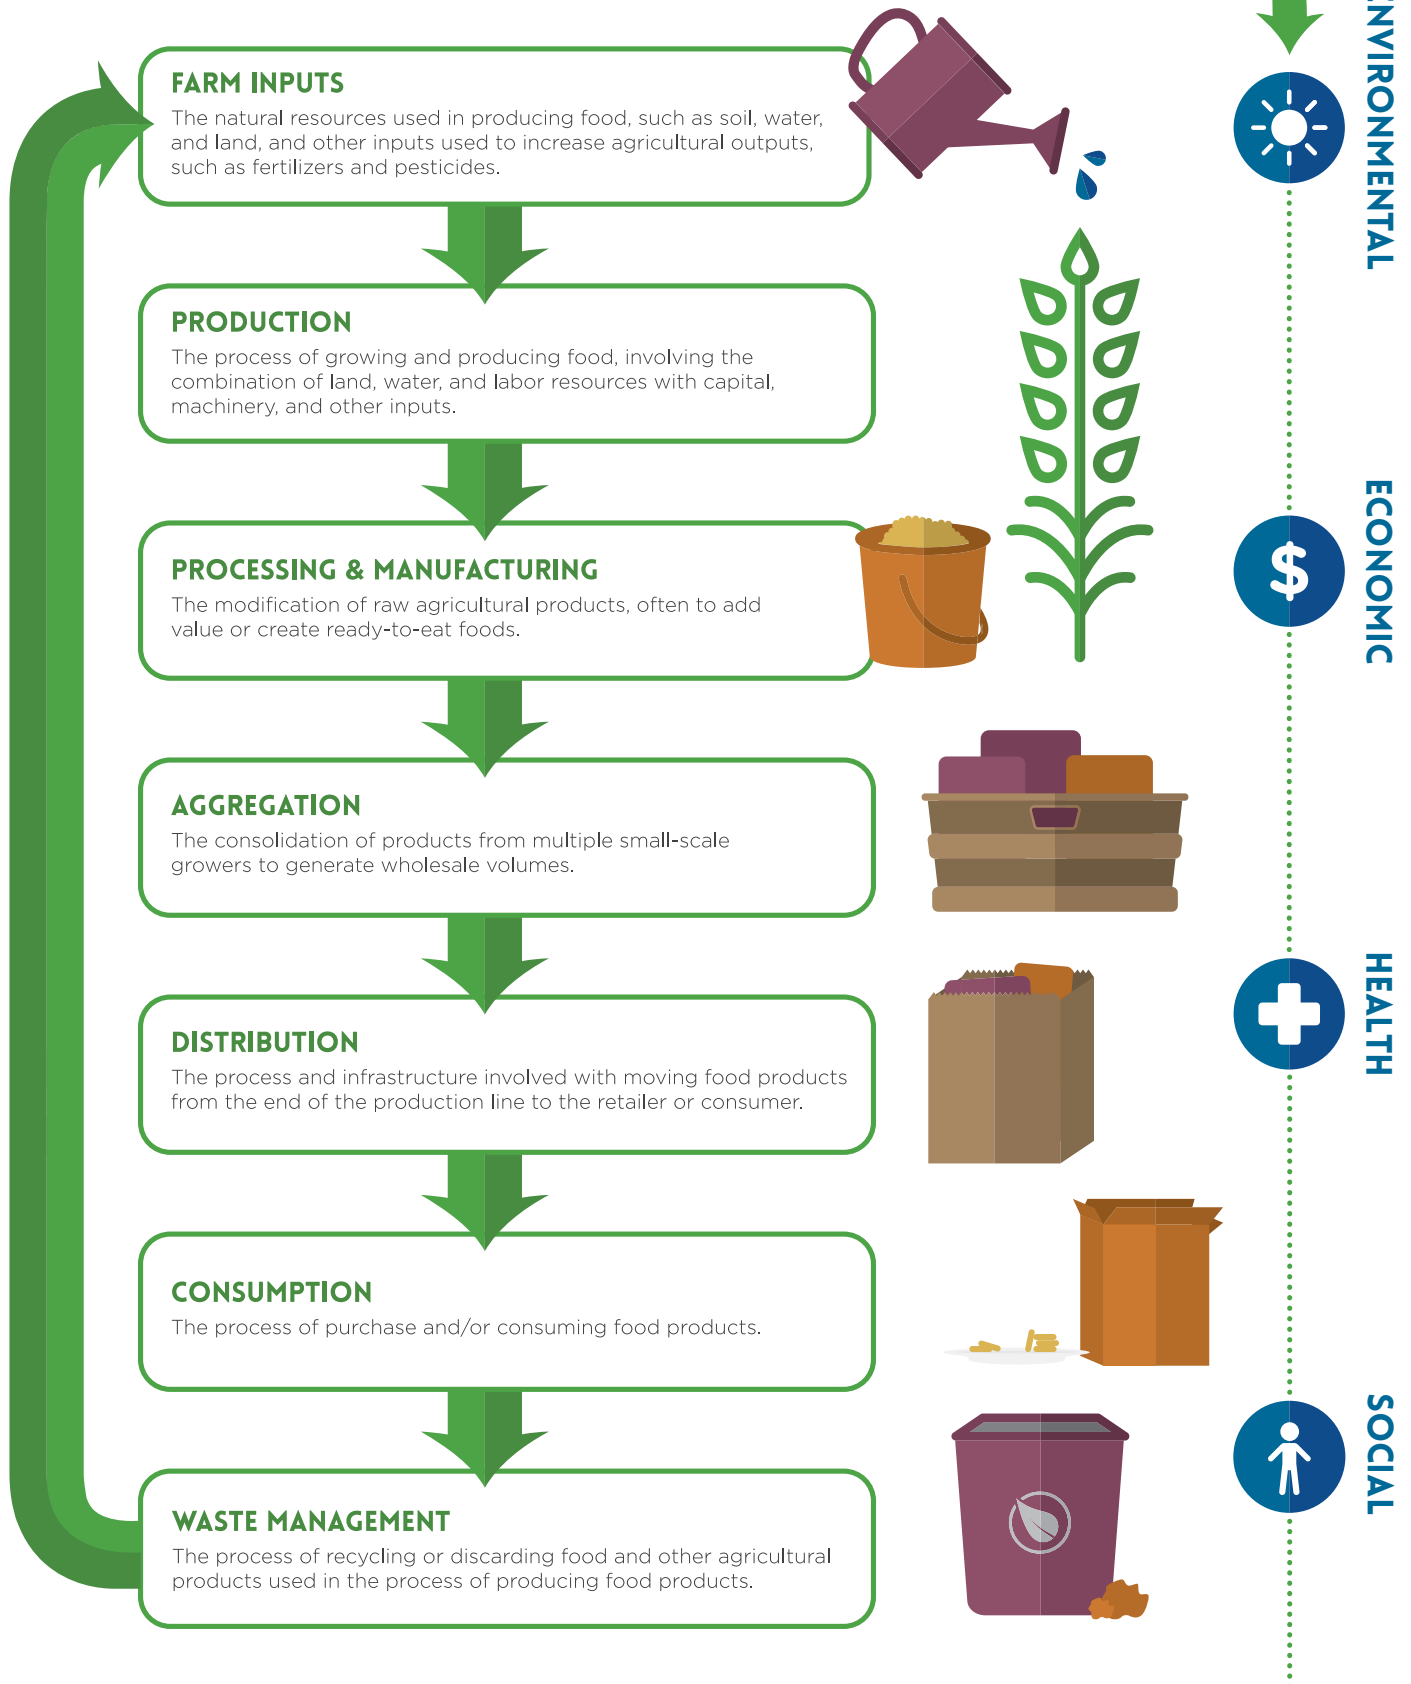 FARM INPUTS
The natural resources used in producing food, such as soil, water,
and land, and other inputs used to increase agricultural outputs,
such as fertilizers and pesticides.
PRODUCTION
The process of growing and producing food, involving the
combination of land, water, and labor resources with capital,
machinery, and other inputs.
PROCESSING & MANUFACTURING
The modification of raw agricultural products, often to add
value or create ready-to-eat foods.
AGGREGATION
The consolidation of products from multiple small-scale
growers to generate wholesale volumes.
DISTRIBUTION
The process and infrastructure involved with moving food products
from the end of the production line to the retailer or consumer.
CONSUMPTION
The process of purchase and/or consuming food products.
WASTE MANAGEMENT
The process of recycling or discarding food and other agricultural
products used in the process of producing food products.
ENVIRONMENTAL
$
ECONOMIC
HEALTH
SOCIAL